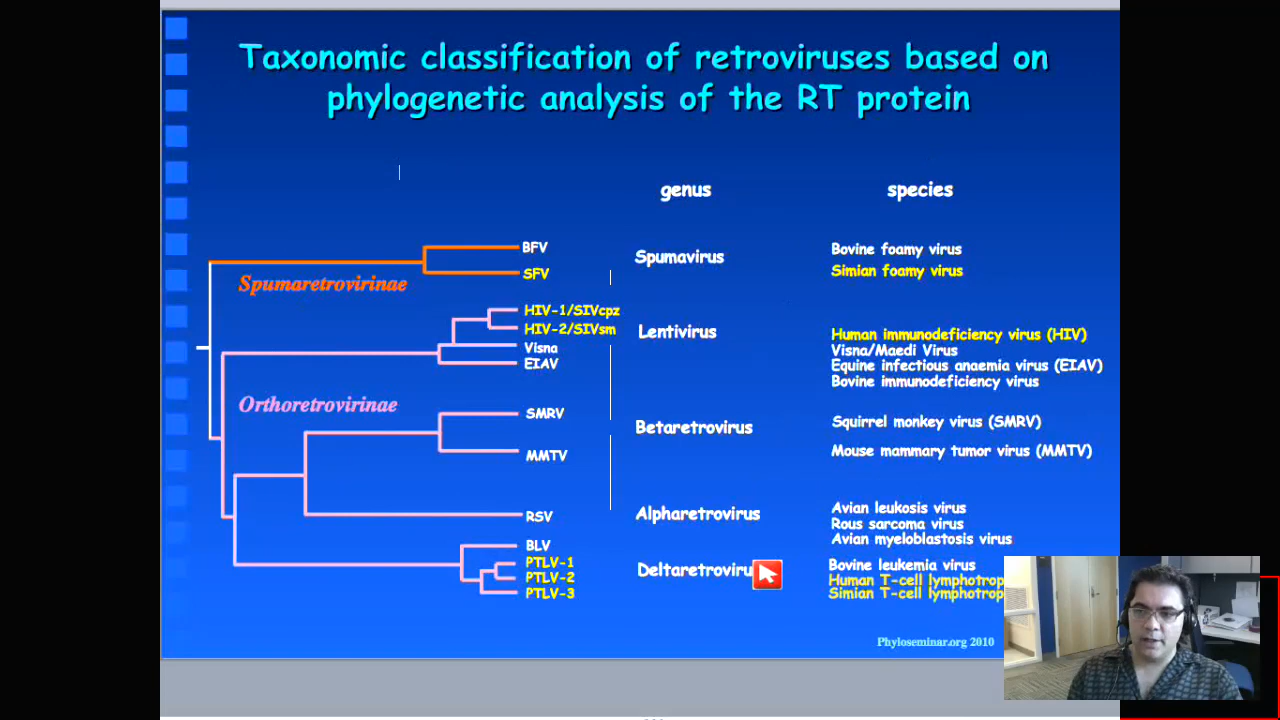 Taxonomic classification of retroviruses based on
phylogenetic analysis of the RT protein
genus
species
BFV
SFV
Spumaretrovirinae
Spumavirus
Bovine foamy virus
Simian foamy virus
HIV-1/SIVcpz
HIV-2/SIVsm
Visna
EIAV
Lentivirus
Human immunodeficiency virus (HIV)
Visna/Maedi Virus
Equine infectious anaemia virus (EIAV)
Bovine immunodeficiency virus
Orthoretrovirinae
SMRV
MMTV
Betaretrovirus
Squirrel monkey virus (SMRV)
Mouse mammary tumor virus (MMTV)
RSV
Alpharetrovirus
Avian leukosis virus
Rous sarcoma virus
Avian myeloblastosis virus
BLV
PTLV-1
PTLV-2
PTLV-3
Deltaretroviru
Bovine leukemia virus
Human T-cell lymphotrop
Simian T-cell lymphotrop
Phyloseminar.org 2010